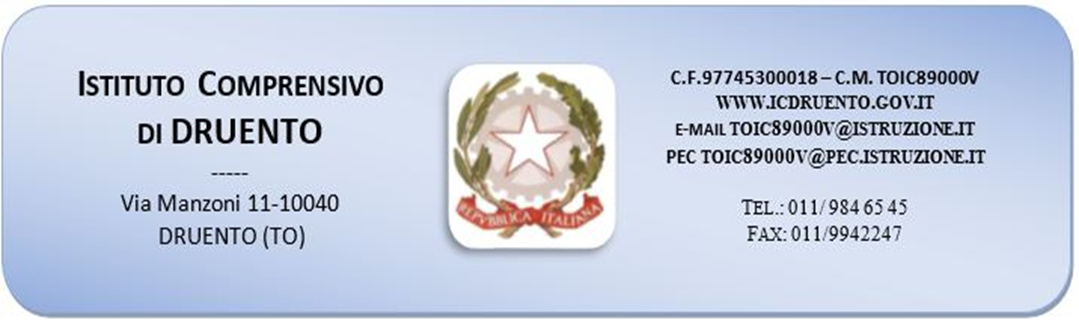 ISTITUTO COMPRENSIVO
DI DRUENTO
-----
Via Manzoni 11-10040
DRUENTO (TO)
REPVBBLICA ITALIANA
C.F.97745300018 – C.M. TOIC89000V
WWW.ICDRUENTO.GOV.IT
E-MAIL TOIC89000V@ISTRUZIONE.IT
PEC TOIC89000V@PEC.ISTRUZIONE.IT
TEL.: 011/ 984 65 45
FAX: 011/9942247